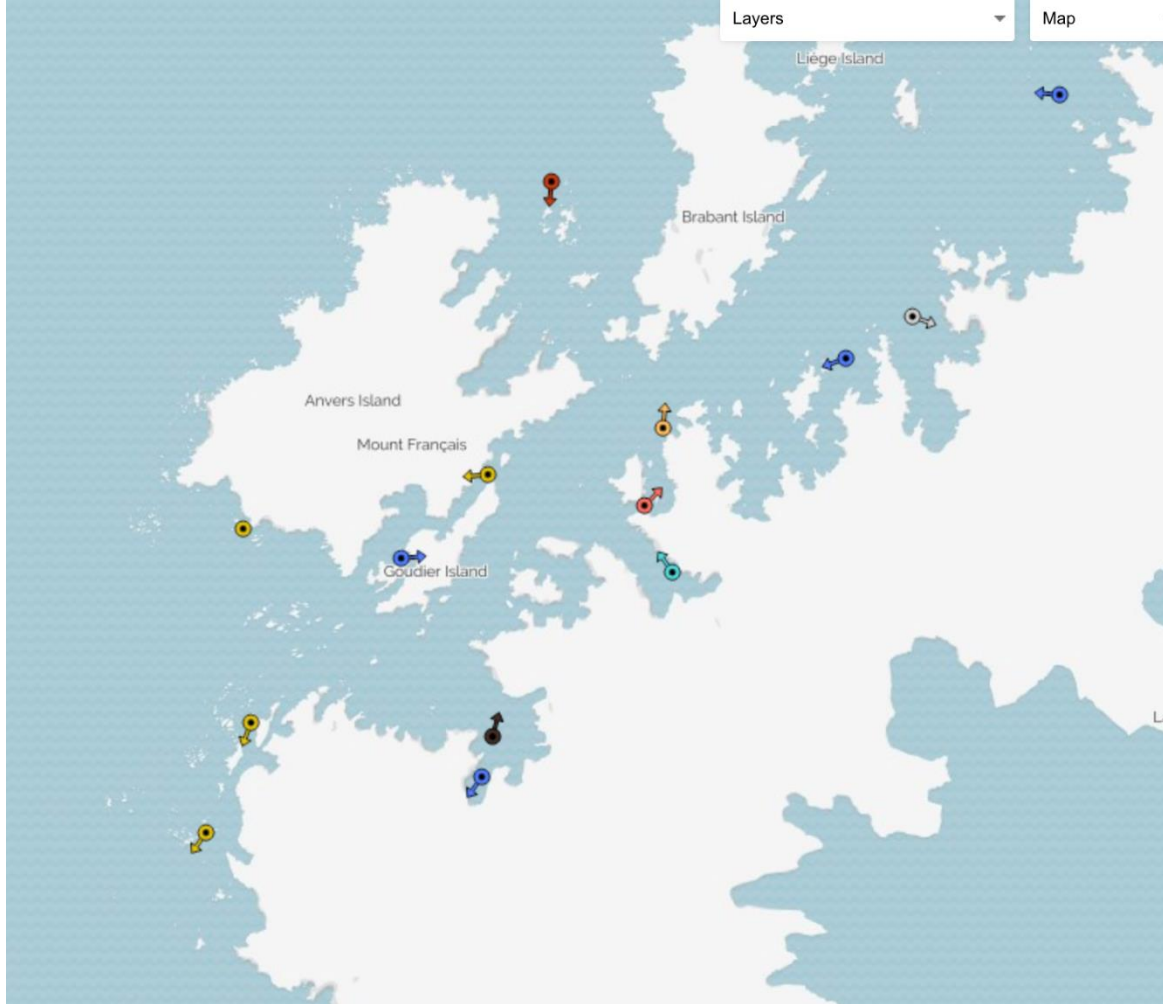 Layers
Map
Liège Island
Brabant Island
Anvers Island
Mount Français
Goudier Island